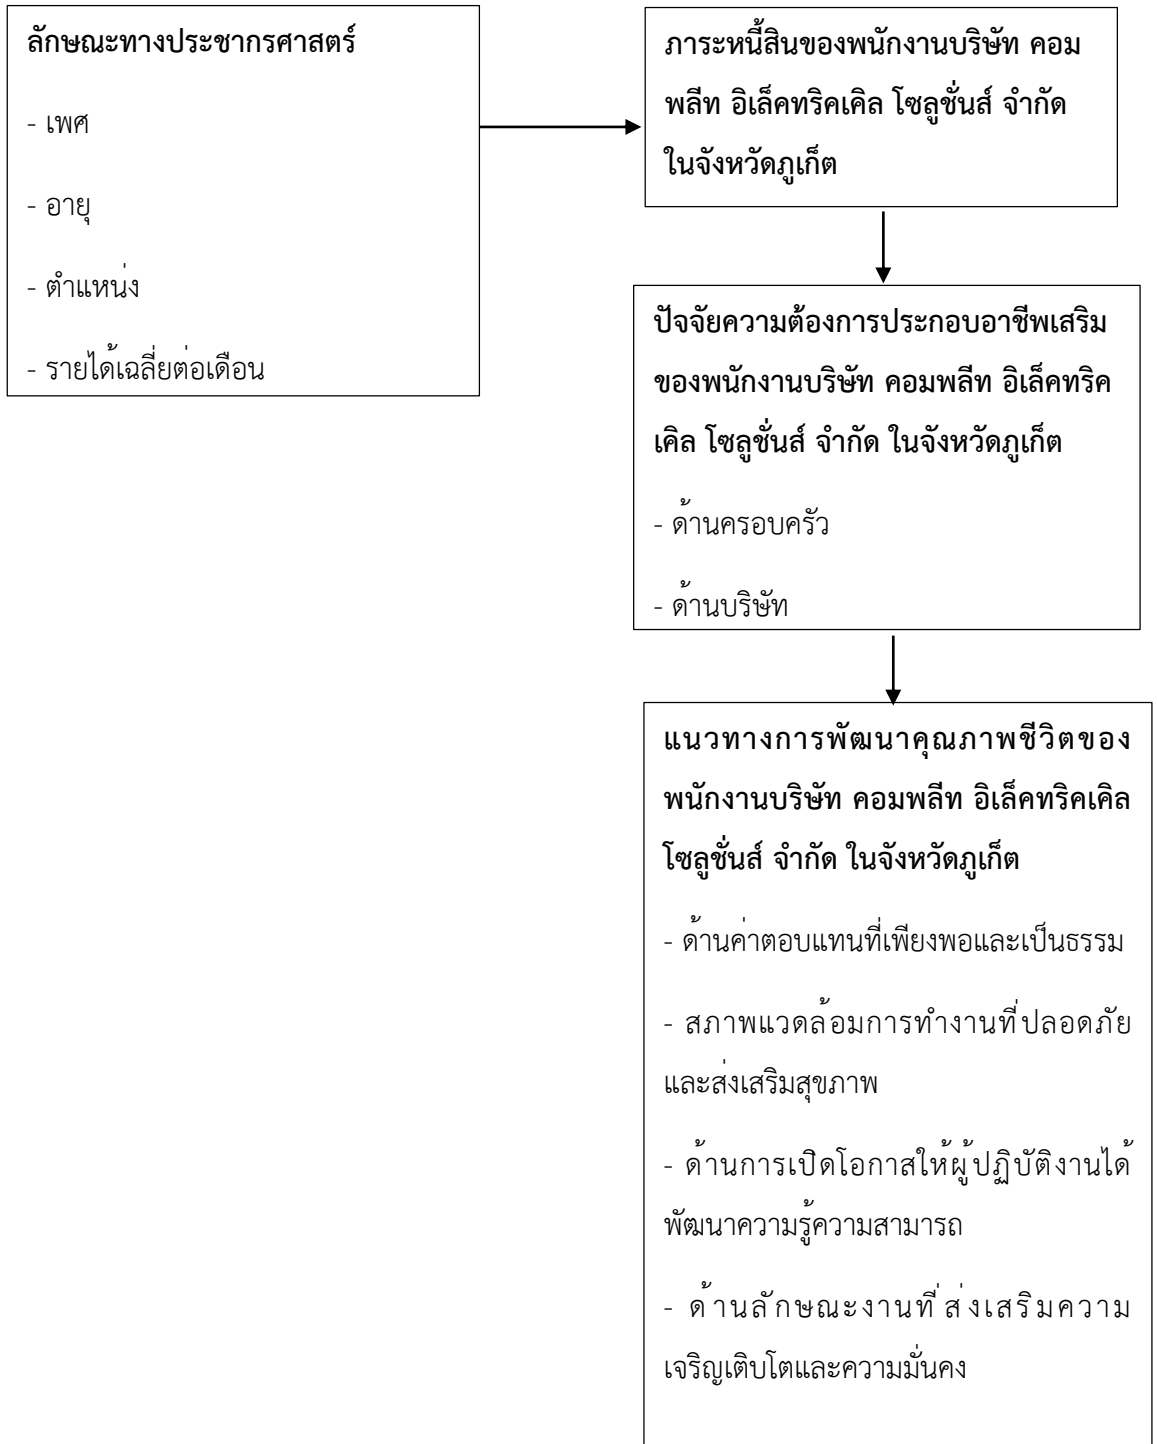 ลักษณะทางประชากรศาสตร์
- เพศ
- อายุ
- ตำแหน่ง
- รายได้เฉลี่ยต่อเดือน
ภาระหนี้สินของพนักงานบริษัท คอม
พลีท อิเล็คทริคเคิล โซลูชั่นส์ จำกัด
ในจังหวัดภูเก็ต
ปัจจัยความต้องการประกอบอาชีพเสริม
ของพนักงานบริษัท คอมพลีท อิเล็คทริค
เคิล โซลูชั่นส์ จำกัด ในจังหวัดภูเก็ต
- ด้านครอบครัว
- ด้านบริษัท
แนวทางการพัฒนาคุณภาพชีวิตของ
พนักงานบริษัท คอมพลีท อิเล็คทริคเคิล
โซลูชั่นส์ จำกัด ในจังหวัดภูเก็ต
- ด้านค่าตอบแทนที่เพียงพอและเป็นธรรม
- สภาพแวดล้อมการทำงานที่ปลอดภัย
และส่งเสริมสุขภาพ
- ด้านการเปิดโอกาสให้ผู้ปฏิบัติงานได้
พัฒนาความรู้ความสามารถ
- ด้านลักษณะงานที่ส่งเสริมความ
เจริญเติบโตและความมั่นคง